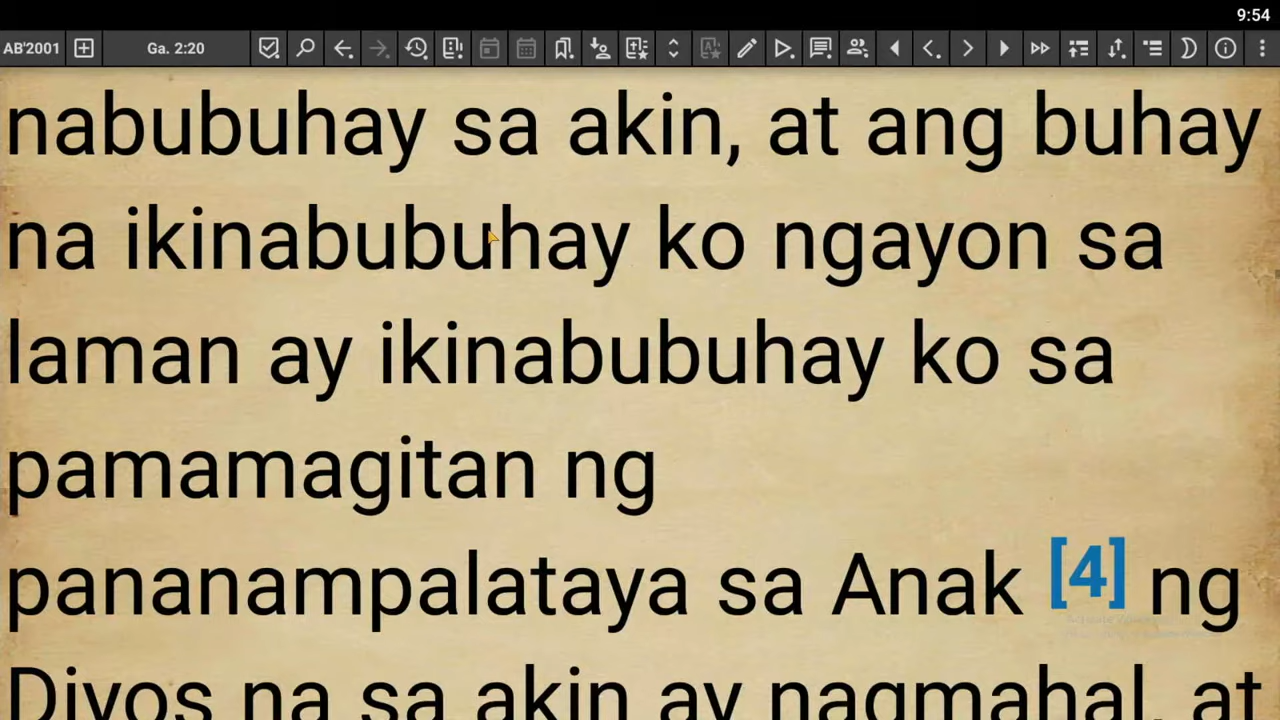 9:54
AB'2001 Ga. 2:20
nabubuhay sa akin, at ang buhay
na ikinabubuhay ko ngayon sa
laman ay ikinabubuhay ko sa
pamamagitan ng
pananampalataya sa Anak [4] ng
Diyos na sa akin ay nagmahal, at